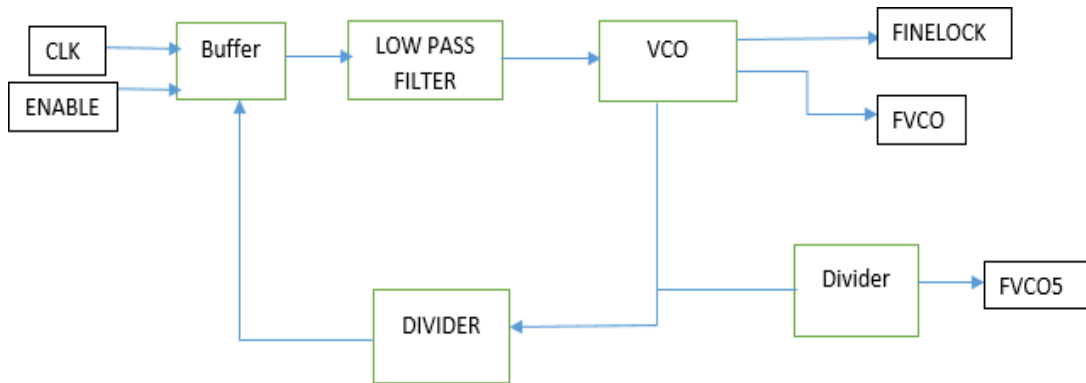 CLK
ENABLE
Buffer
LOW PASS
FILTER
VCO
FINELOCK
FVCO
DIVIDER
Divider
FVCO5